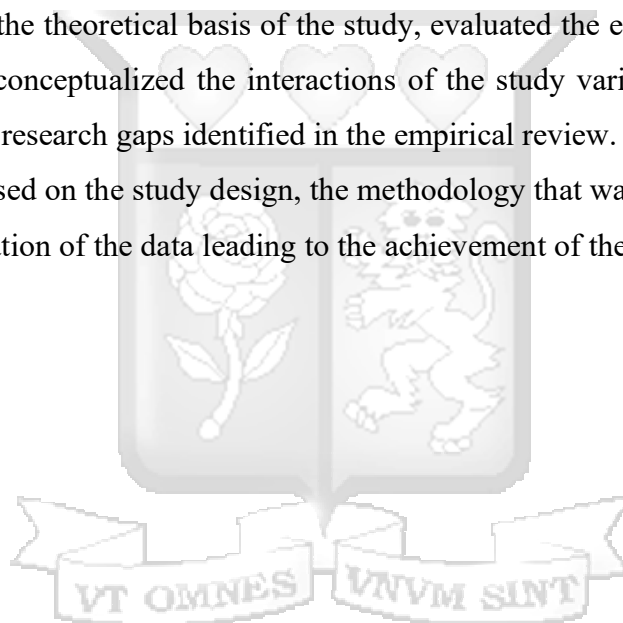 the theoretical basis of the study, evaluated the e
conceptualized the interactions of the study vari
research gaps identified in the empirical review.
sed on the study design, the methodology that wa
tion of the data leading to the achievement of the
VT OMNES VNVM SINT